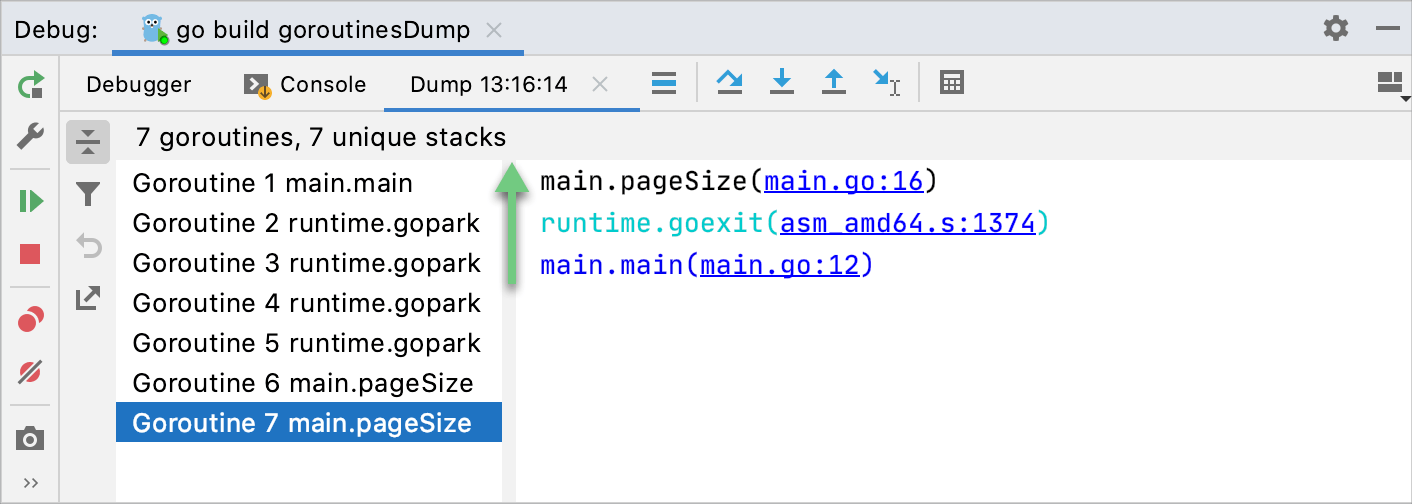 Debug: go build goroutinesDump
Debugger Console Dump 13:16:14
7 goroutines, 7 unique stacks
Goroutine 1 main.main
Goroutine 2 runtime.gopark
Goroutine 3 runtime.gopark
Goroutine 4 runtime.gopark
Goroutine 5 runtime.gopark
Goroutine 6 main.pageSize
Goroutine 7 main.pageSize
main.pageSize(main.go:16)
runtime.goexit(asm_amd64.s:1374)
main.main(main.go:12)